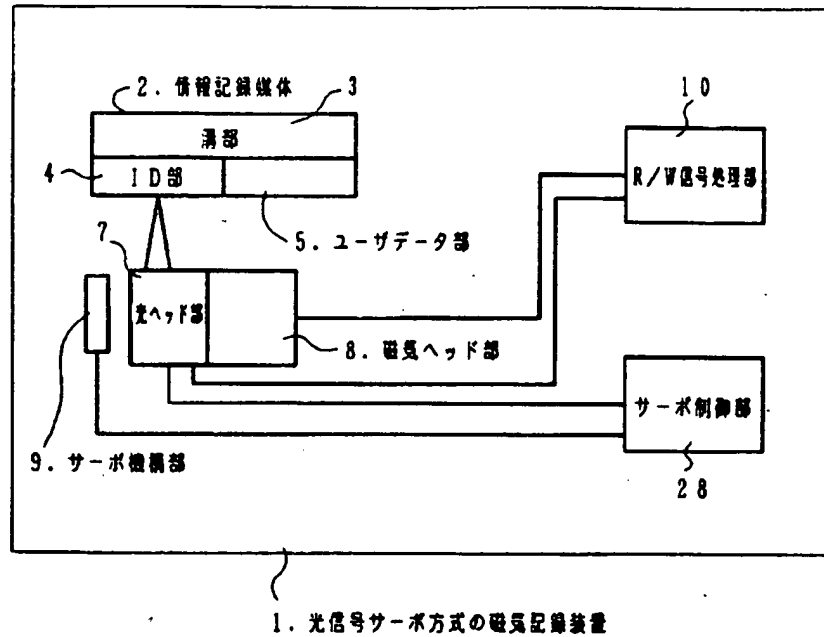 2．情報記録媒体
3
10
溝部
4
ID部
R/W信号処理部
7
5．ユーザデータ部
光ヘッド部
8．磁気ヘッド部
サーボ制御部
9．サーボ機構部
28
1．光信号サーボ方式の磁気記録装置